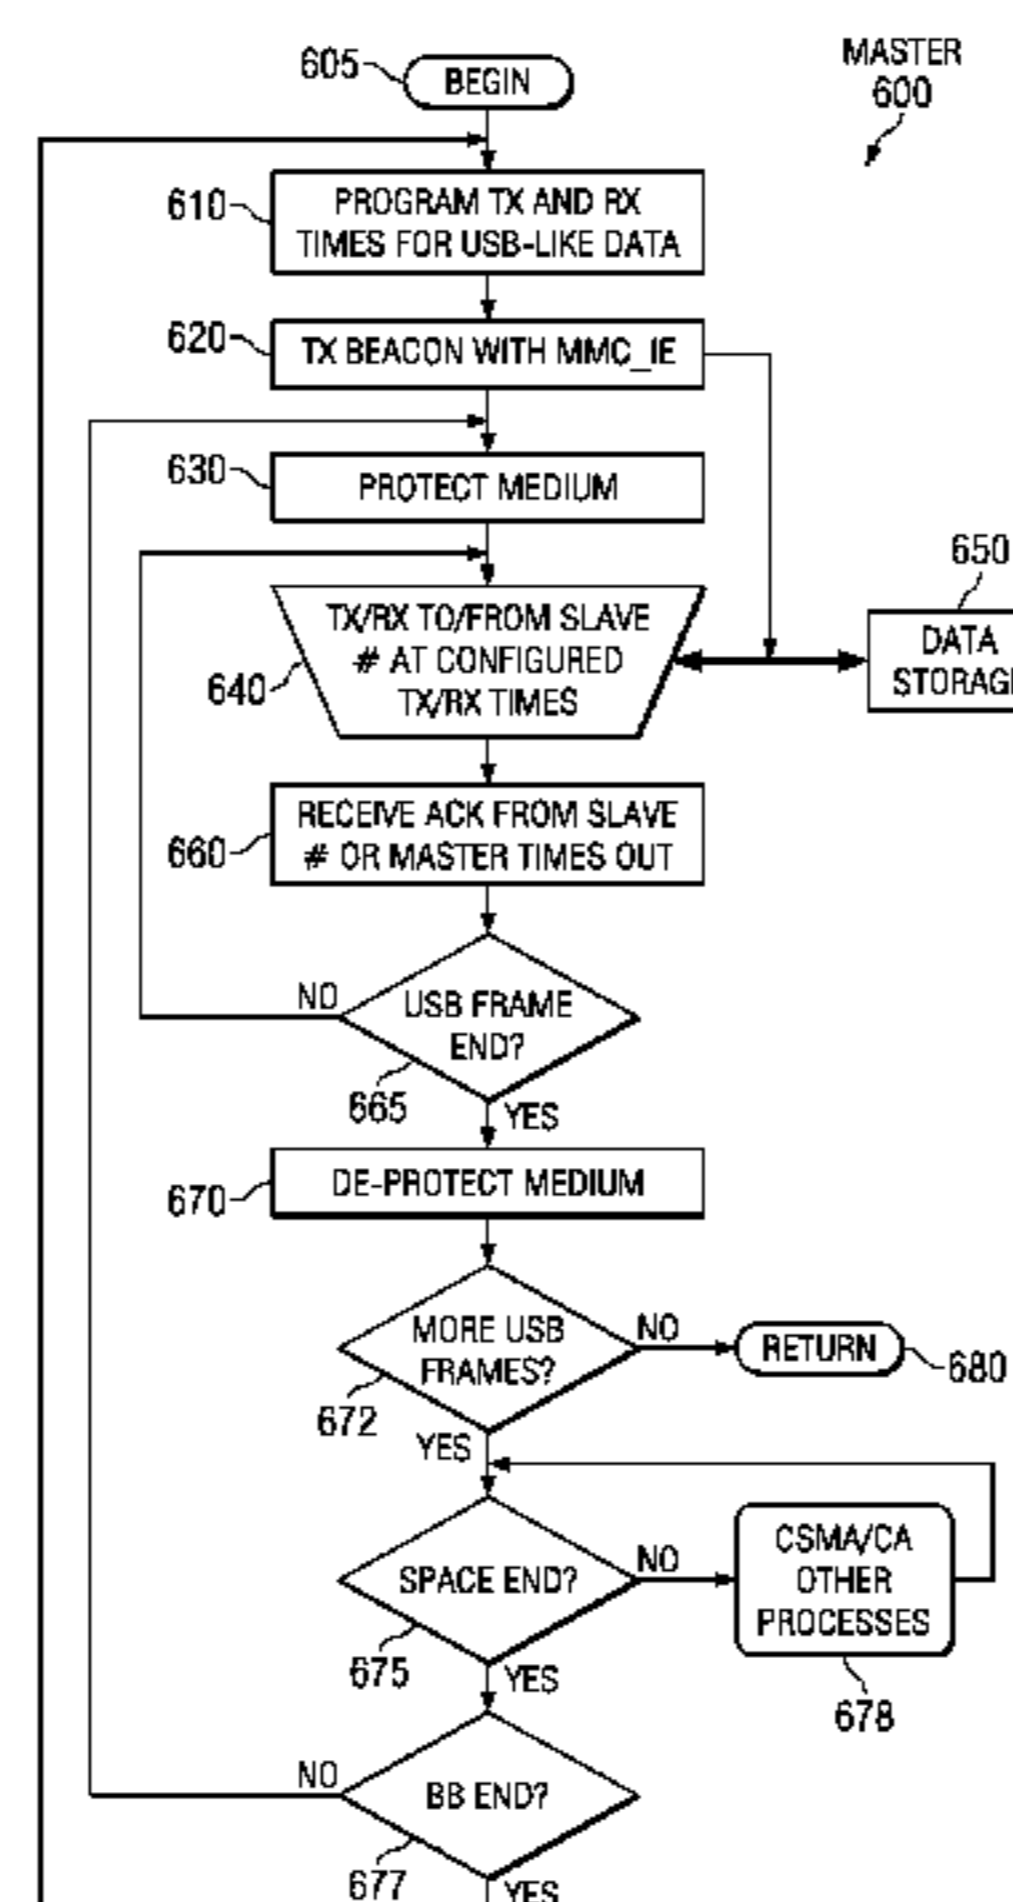 MASTER
600
605
BEGIN
610
PROGRAM TX AND RX
TIMES FOR USB-LIKE DATA
620
TX BEACON WITH MMC_IE
630
PROTECT MEDIUM
650
DATA
640
TX/RX TO/FROM SLAVE
# AT CONFIGURED
TX/RX TIMES
660
RECEIVE ACK FROM SLAVE
# OR MASTER TIMES OUT
NO
USB FRAME
END?
665
YES
670
DE-PROTECT MEDIUM
MORE USB
FRAMES?
672
NO
RETURN
680
YES
SPACE END?
675
NO
CSMA/CA
OTHER
PROCESSES
678
YES
NO
BB END?
677
YES